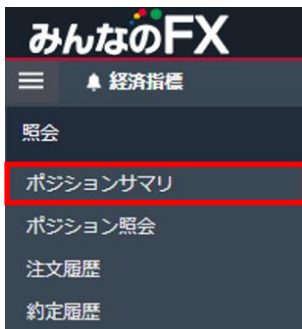 みんなのFX
経済指標
照会
ポジションサマリ
ポジション照会
注文履歴
約定履歴